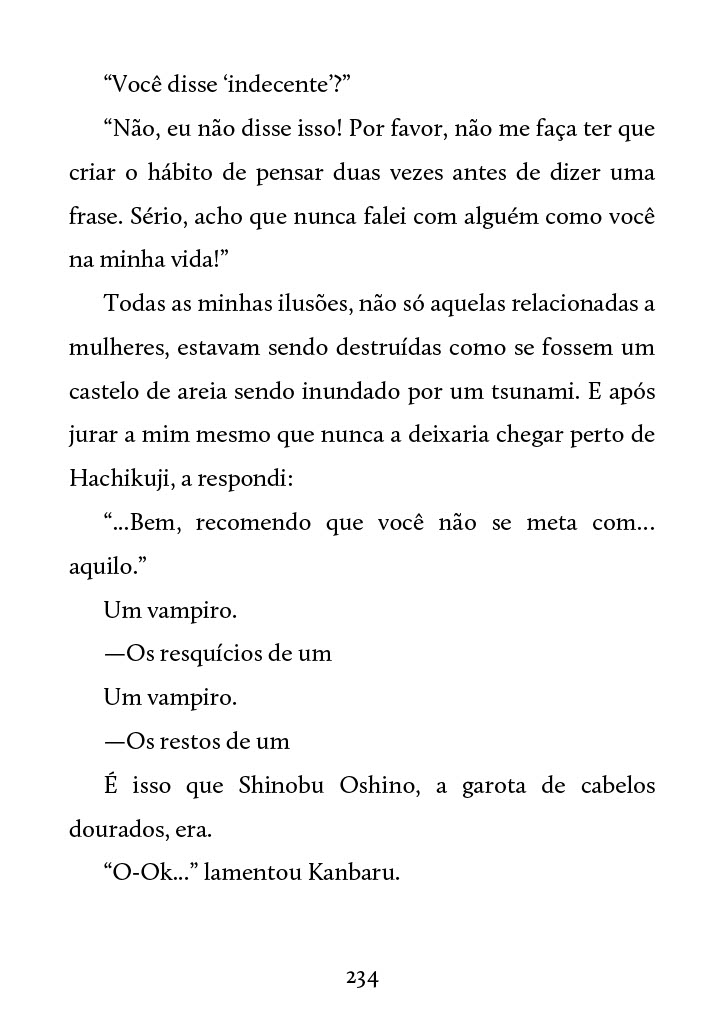 “Você disse ‘indecente’?”
“Não, eu não disse isso! Por favor, não me faça ter que
criar o hábito de pensar duas vezes antes de dizer uma
frase. Sério, acho que nunca falei com alguém como você
na minha vida!”
Todas as minhas ilusões, não só aquelas relacionadas a
mulheres, estavam sendo destruídas como se fossem um
castelo de areia sendo inundado por um tsunami. E após
jurar a mim mesmo que nunca a deixaria chegar perto de
Hachikuji, a respondi:
“...Bem, recomendo que você não se meta com...
aquilo.”
Um vampiro.
—Os resquícios de um
Um vampiro.
—Os restos de um
É isso que Shinobu Oshino, a garota de cabelos
dourados, era.
“O-Ok...” lamentou Kanbaru.
234